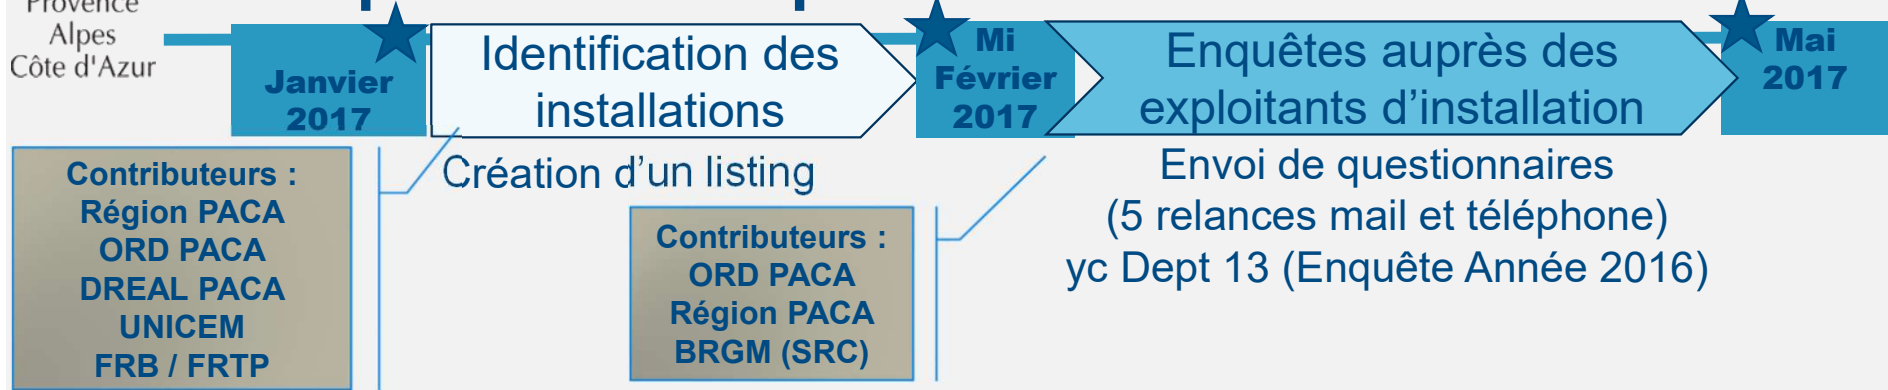 Provence
Alpes
Côte d'Azur
Janvier
2017
Identification des
installations
Mi
Février
2017
Enquêtes auprès des
exploitants d’installation
Mai
2017
Contributeurs :
Région PACA
ORD PACA
DREAL PACA
UNICEM
FRB / FRTP
Création d’un listing
Contributeurs :
ORD PACA
Région PACA
BRGM (SRC)
Envoi de questionnaires
(5 relances mail et téléphone)
yc Dept 13 (Enquête Année 2016)